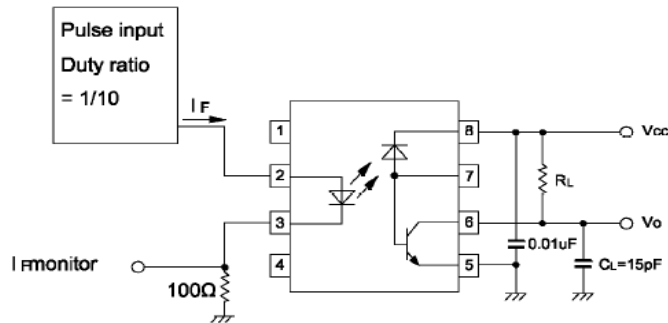 Pulse input
Duty ratio
= 1/10
IF
1
2
3
4
8
7
6
5
Vcc
RL
Vo
0.01uF
CL=15pF
IFmonitor
100Ω